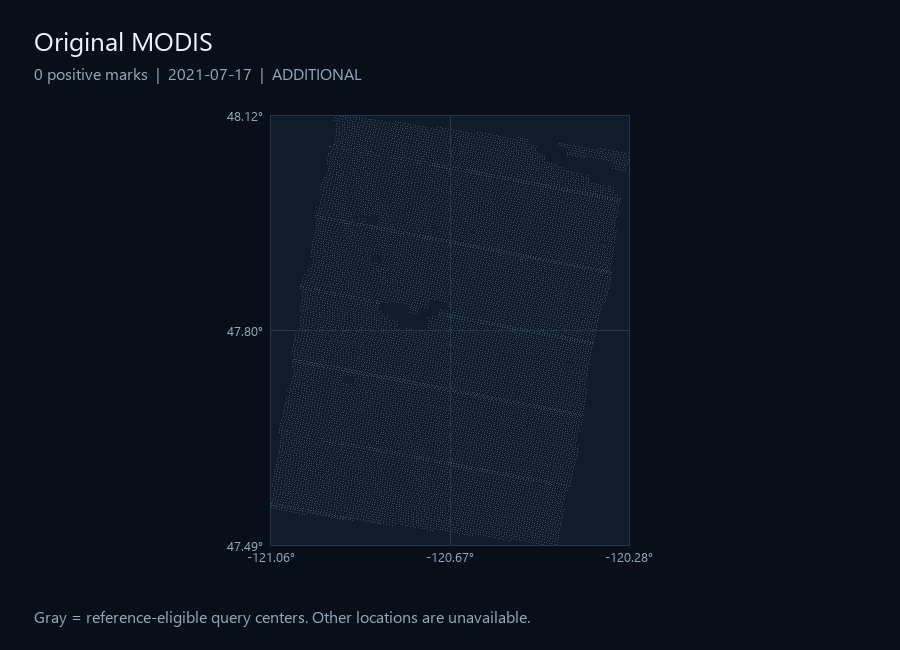 Original MODIS
0 positive marks | 2021-07-17 | ADDITIONAL
48.12°
47.80°
47.49°
-121.06°
-120.67°
-120.28°
Gray = reference-eligible query centers. Other locations are unavailable.